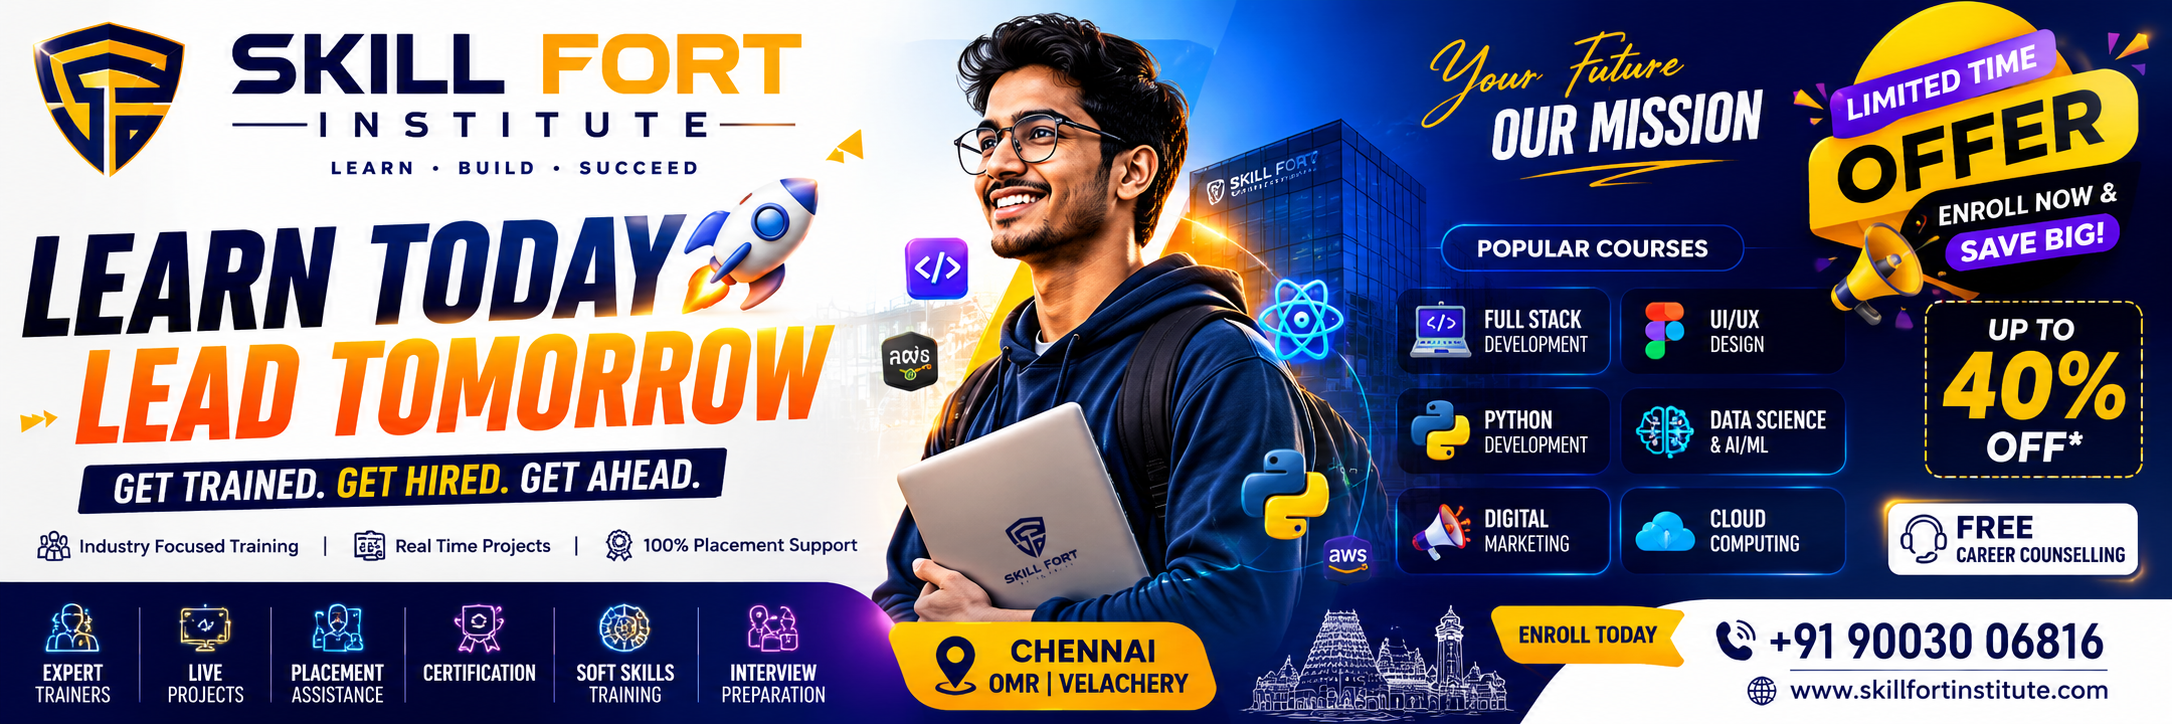 SKILL FORT
INSTITUTE
LEARN • BUILD • SUCCEED
LEARN TODAY
LEAD TOMORROW
GET TRAINED. GET HIRED. GET AHEAD.
Industry Focused Training | Real Time Projects | 100% Placement Support
EXPERT
TRAINERS
LIVE
PROJECTS
PLACEMENT
ASSISTANCE
CERTIFICATION
SOFT SKILLS
TRAINING
INTERVIEW
PREPARATION
</>
SKILL FORT
SKILL FORT
aws
CHENNAI
OMR | VELACHERY
Your Future
OUR MISSION
POPULAR COURSES
</>
FULL STACK
DEVELOPMENT
UI/UX
DESIGN
PYTHON
DEVELOPMENT
DATA SCIENCE
& AI/ML
DIGITAL
MARKETING
CLOUD
COMPUTING
LIMITED TIME
OFFER
ENROLL NOW &
SAVE BIG!
UP TO
40%
OFF*
FREE
CAREER COUNSELLING
ENROLL TODAY
+91 90030 06816
www.skillfortinstitute.com